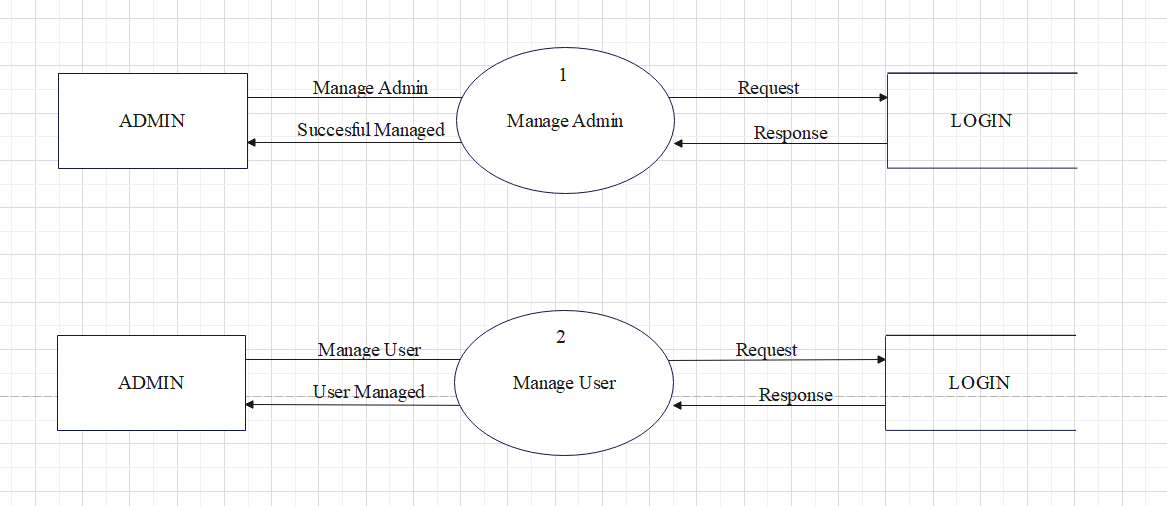 1
Manage Admin
Request
ADMIN
Manage Admin
LOGIN
Succesful Managed
Response
2
Manage User
Request
ADMIN
Manage User
LOGIN
User Managed
Response